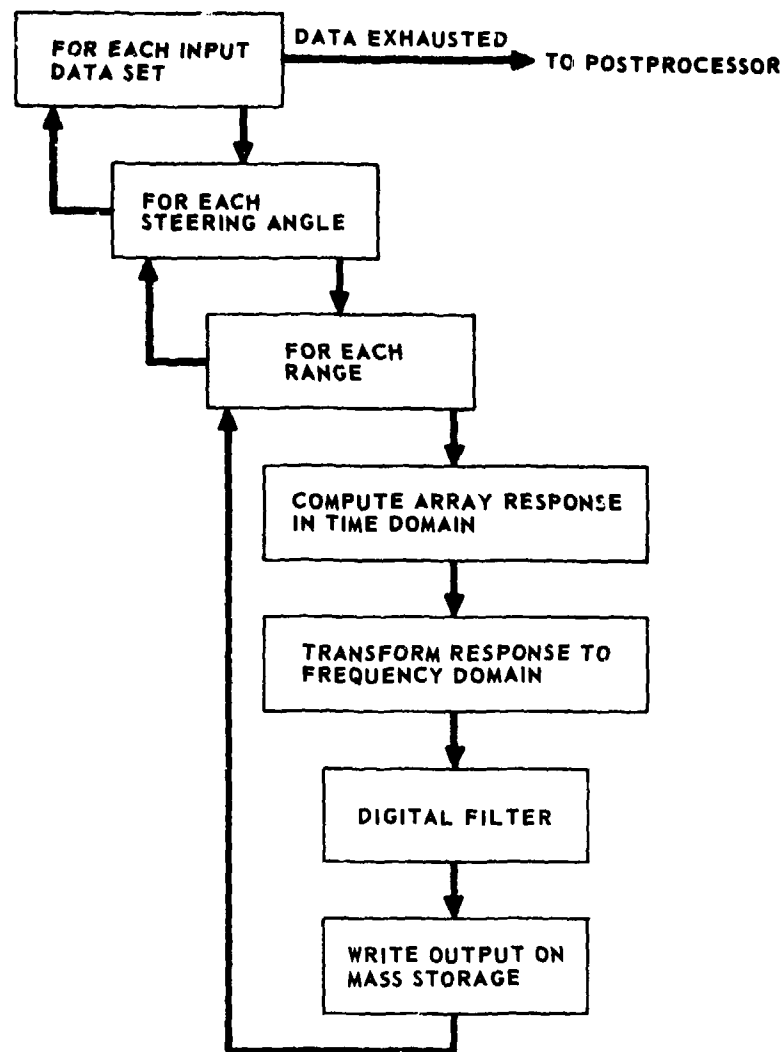 FOR EACH INPUT
DATA SET
DATA EXHAUSTED
TO POSTPROCESSOR
FOR EACH
STEERING ANGLE
FOR EACH
RANGE
COMPUTE ARRAY RESPONSE
IN TIME DOMAIN
TRANSFORM RESPONSE TO
FREQUENCY DOMAIN
DIGITAL FILTER
WRITE OUTPUT ON
MASS STORAGE